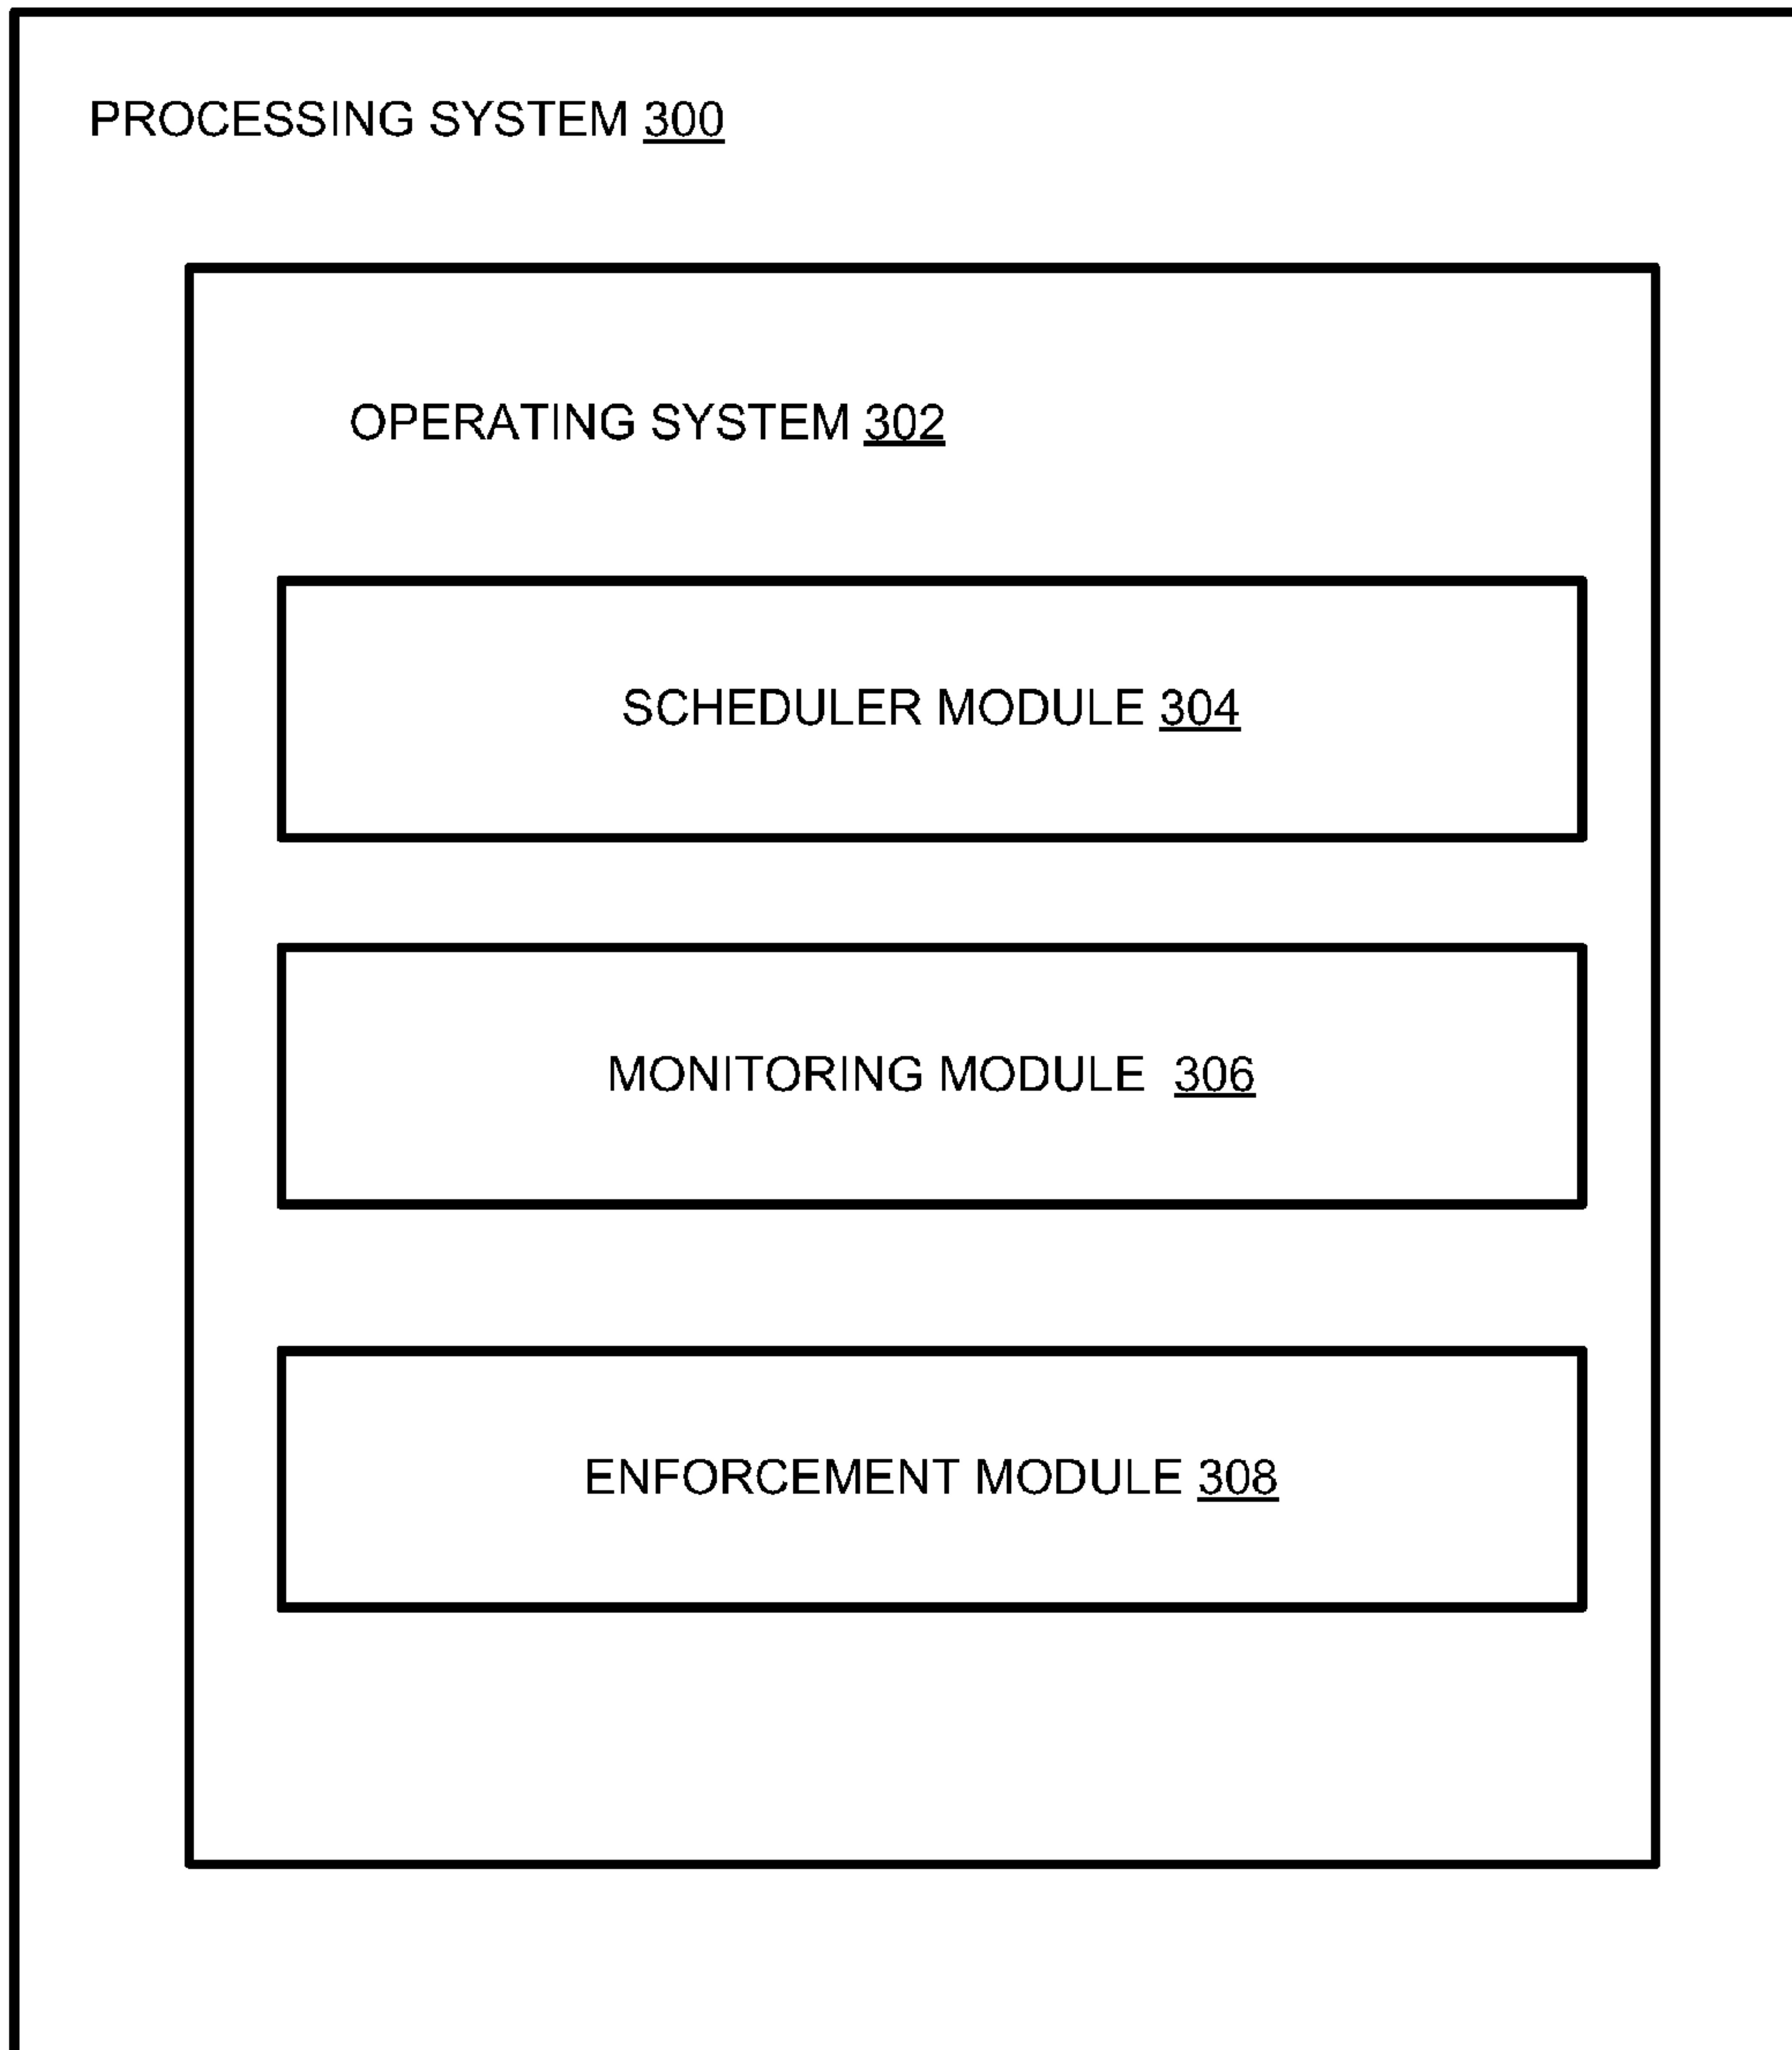 PROCESSING SYSTEM 300
OPERATING SYSTEM 302
SCHEDULER MODULE 304
MONITORING MODULE 306
ENFORCEMENT MODULE 308